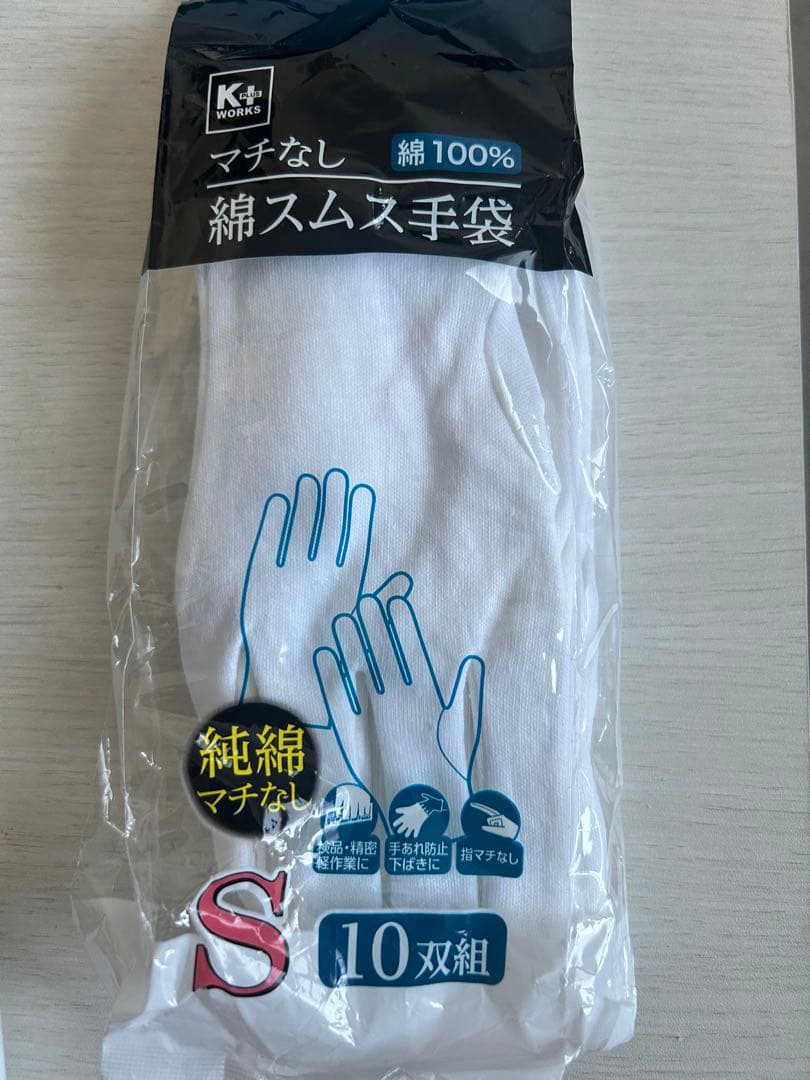 K+
PLUS
WORKS
マチなし
綿100%
綿スムス手袋
純綿
マチなし
検品・精密
軽作業に
手あれ防止
下ばきに
指マチなし
S
10双組